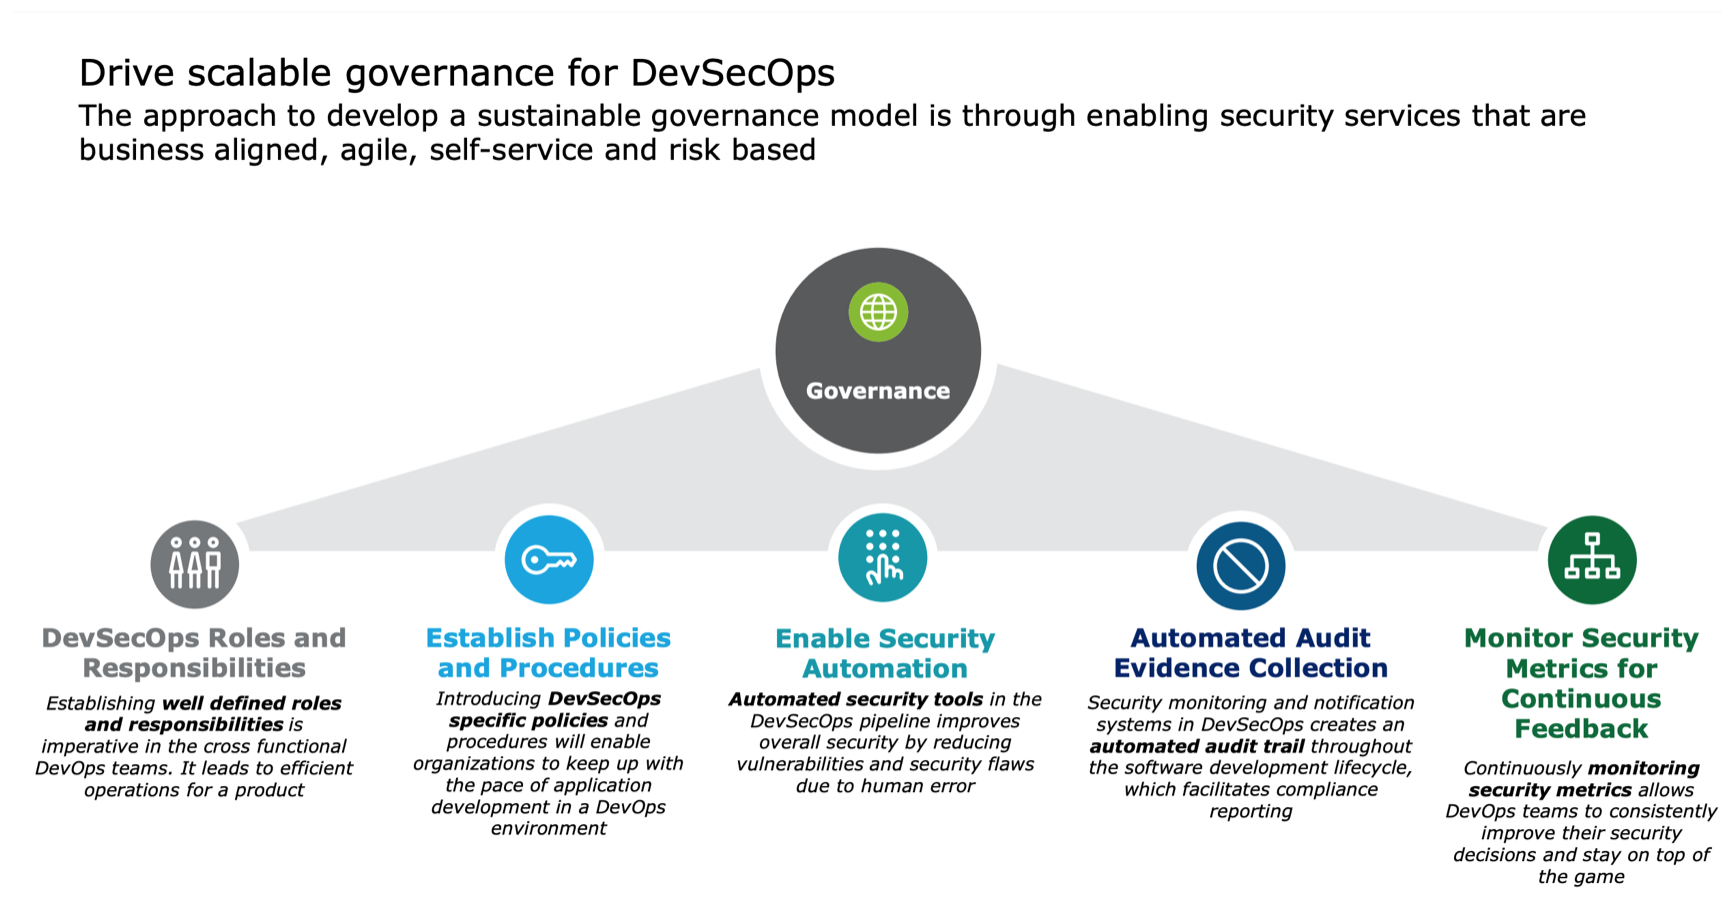 Drive scalable governance for DevSecOps
The approach to develop a sustainable governance model is through enabling security services that are
business aligned, agile, self-service and risk based
Governance
DevSecOps Roles and
Responsibilities
Establishing well defined roles
and responsibilities is
imperative in the cross functional
DevOps teams. It leads to efficient
operations for a product
Establish Policies
and Procedures
Introducing DevSecOps
specific policies and
procedures will enable
organizations to keep up with
the pace of application
development in a DevOps
environment
Enable Security
Automation
Automated security tools in the
DevSecOps pipeline improves
overall security by reducing
vulnerabilities and security flaws
due to human error
Automated Audit
Evidence Collection
Security monitoring and notification
systems in DevSecOps creates an
automated audit trail throughout
the software development lifecycle,
which facilitates compliance
reporting
Monitor Security
Metrics for
Continuous
Feedback
Continuously monitoring
security metrics allows
DevOps teams to consistently
improve their security
decisions and stay on top of
the game